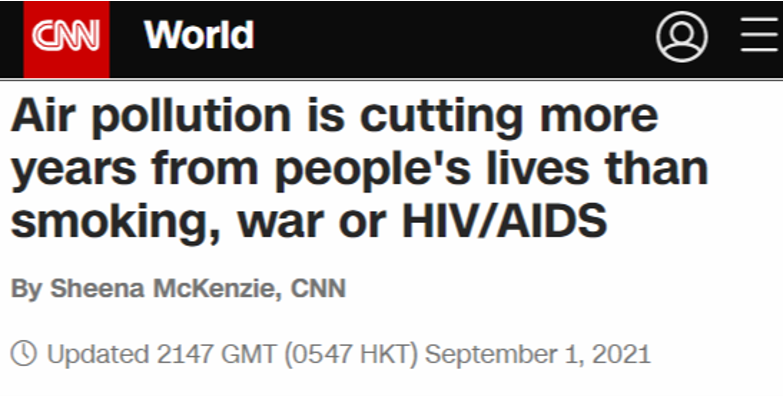 CNN World
Air pollution is cutting more
years from people's lives than
smoking, war or HIV/AIDS
By Sheena McKenzie, CNN
Updated 2147 GMT (0547 HKT) September 1, 2021